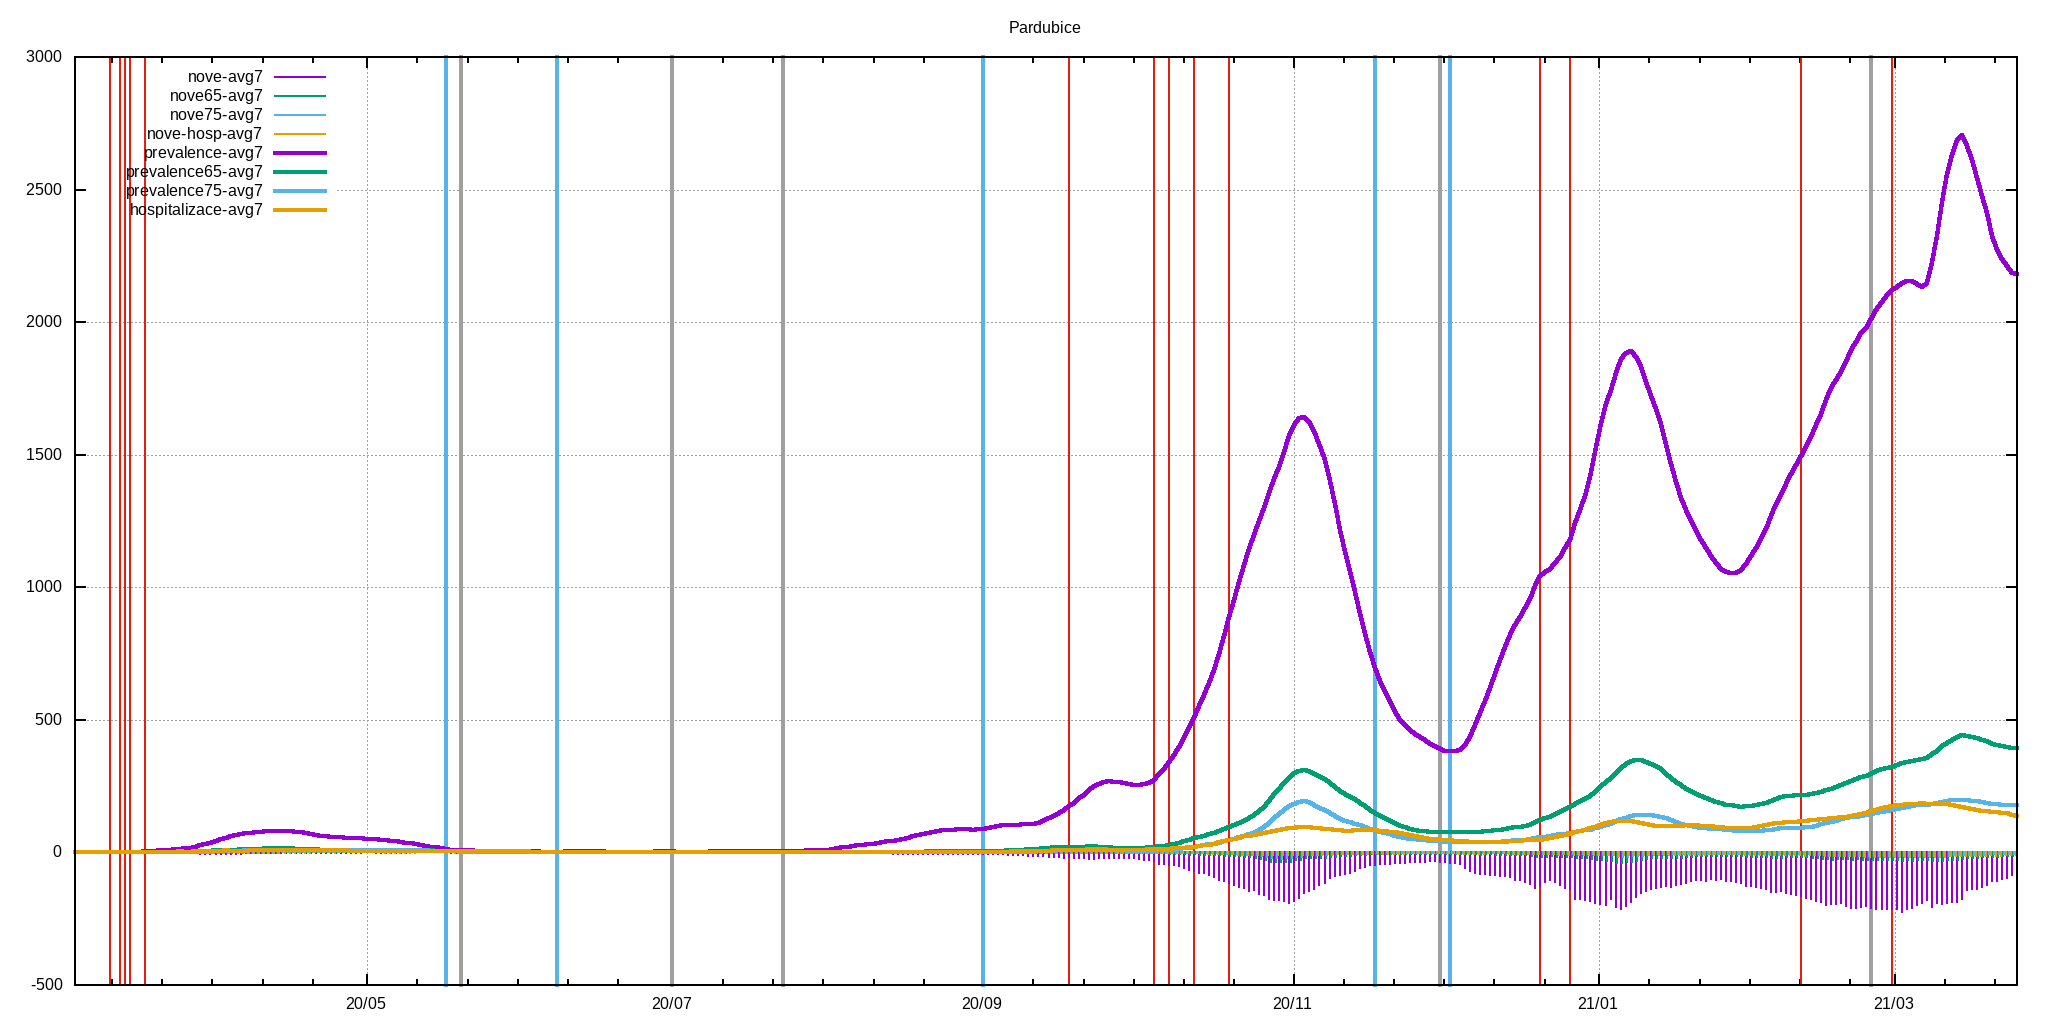 Pardubice
3000
2500
2000
1500
1000
500
0
-500
nove-avg7
nove65-avg7
nove75-avg7
nove-hosp-avg7
prevalence-avg7
prevalence65-avg7
prevalence75-avg7
hospitalizace-avg7
20/05 20/07 20/09 20/11 21/01 21/03